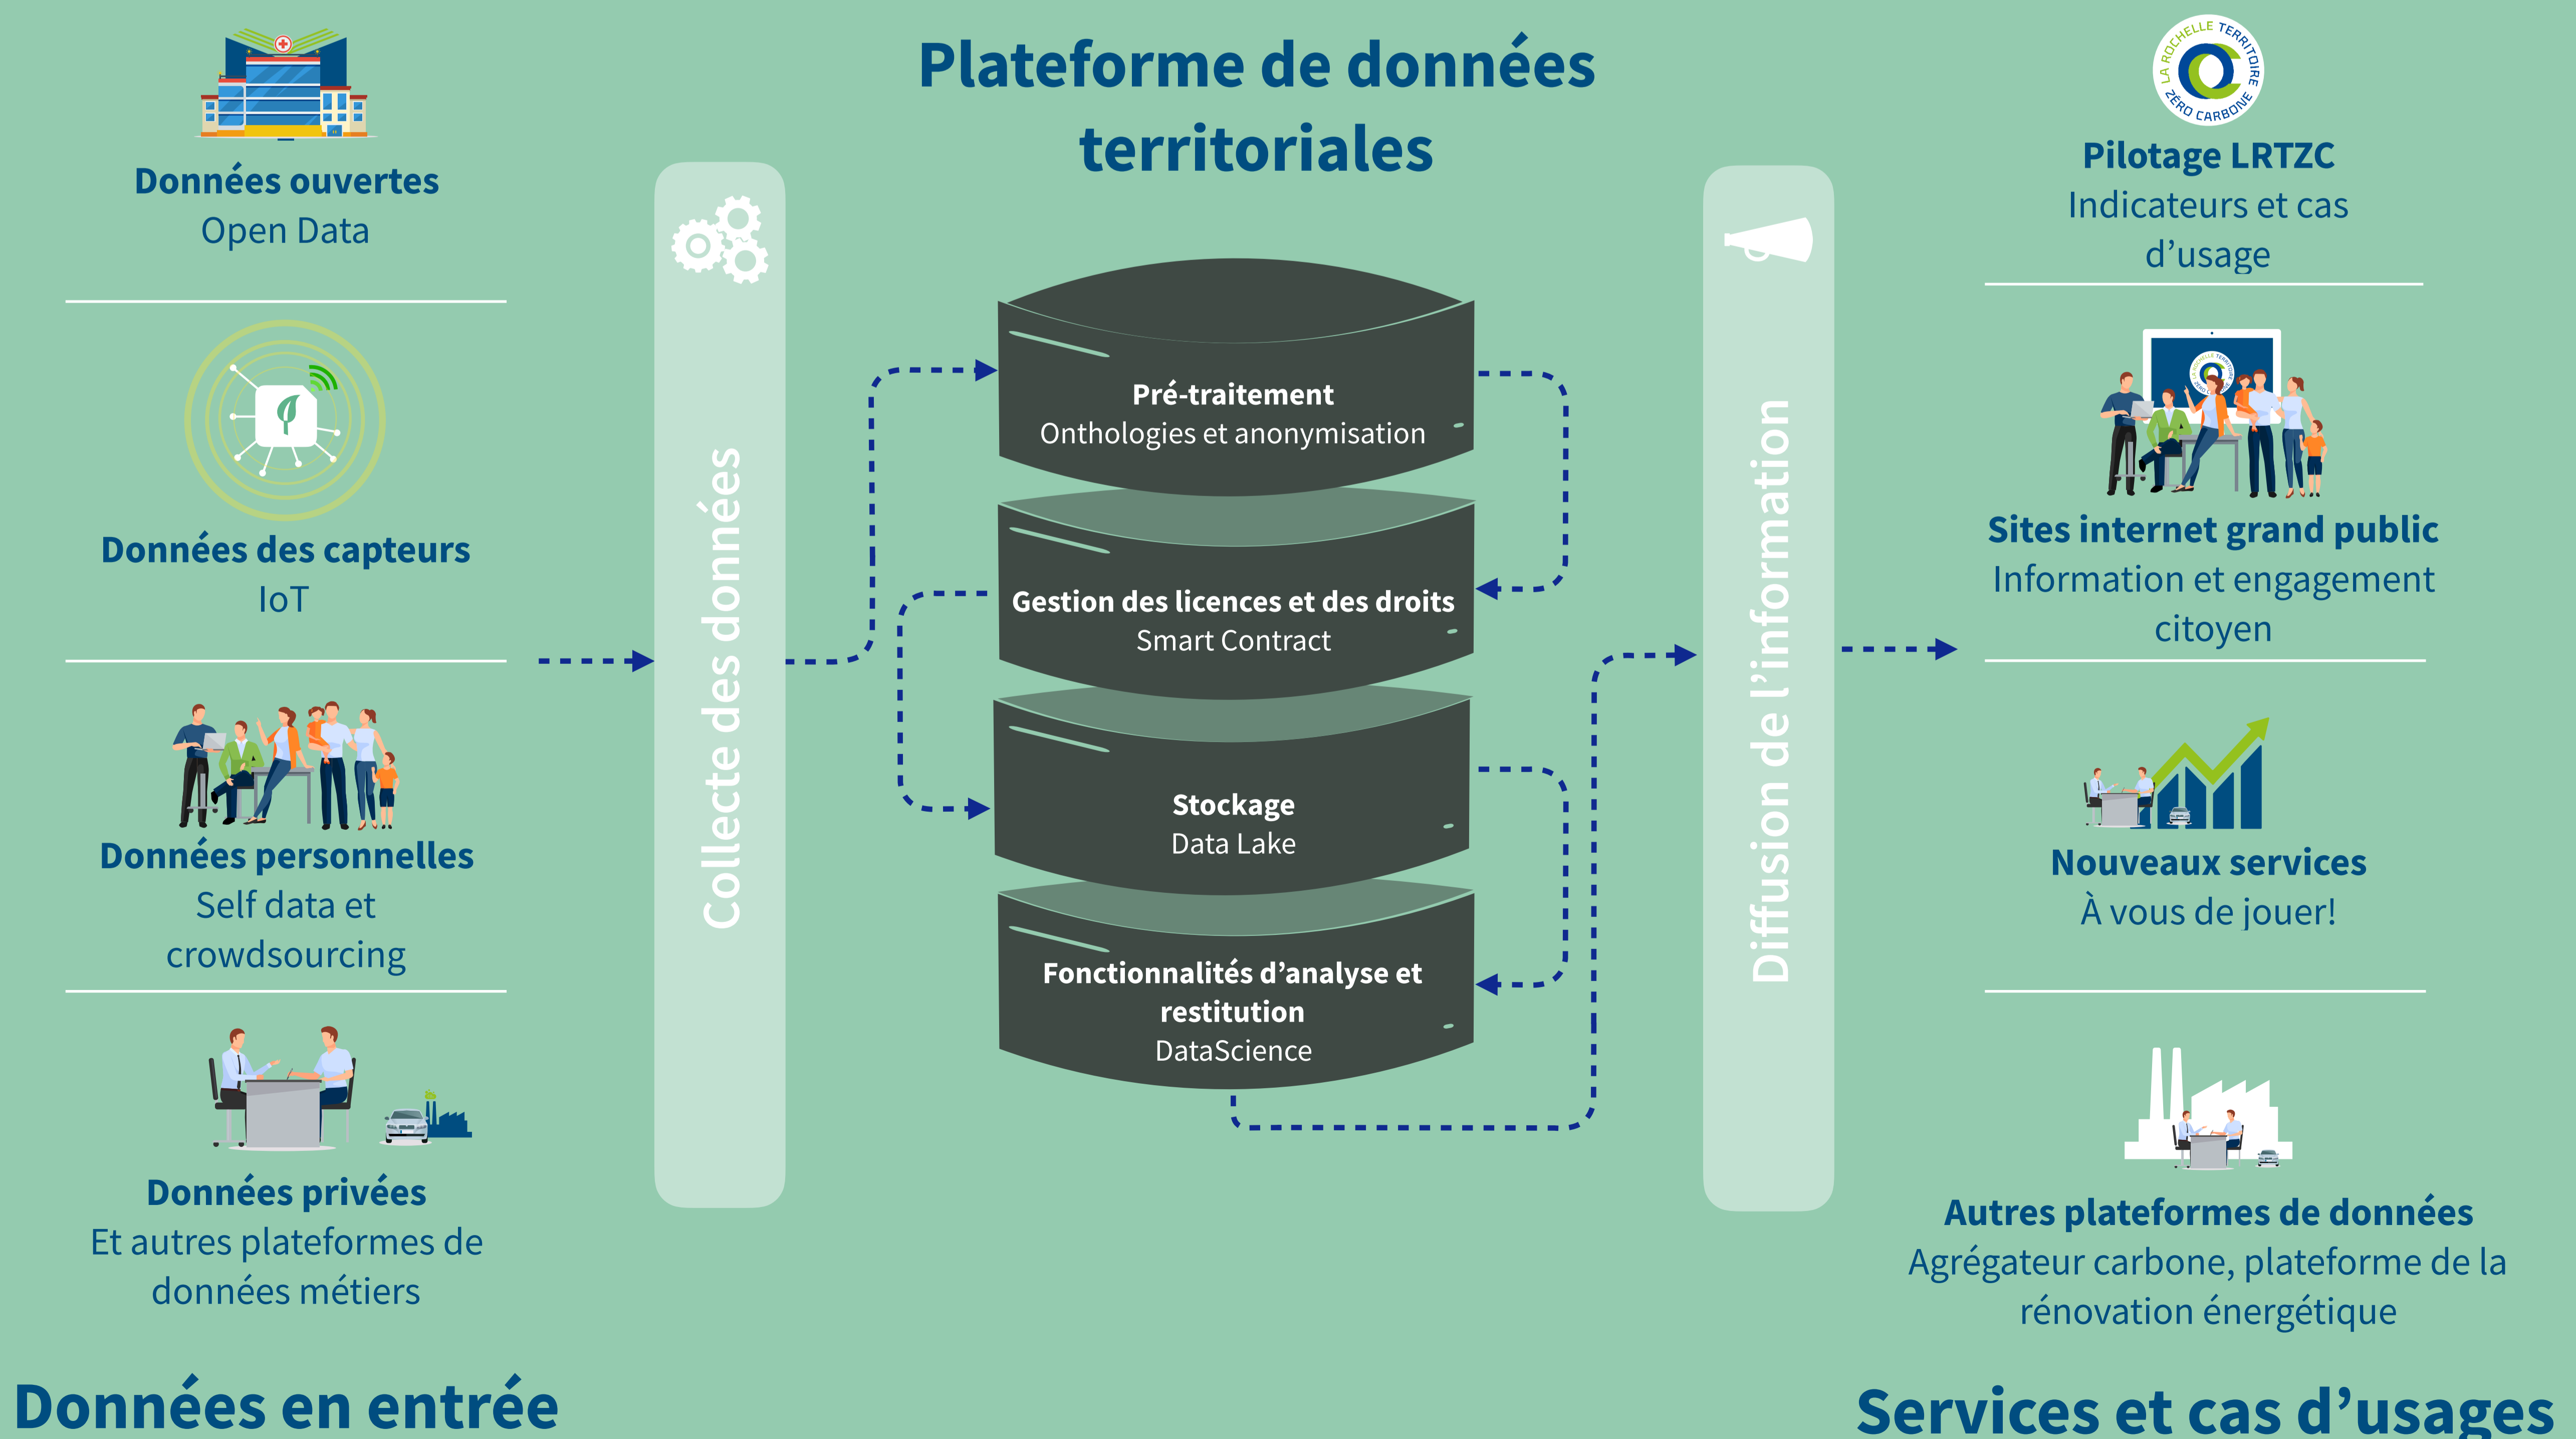 Plateforme de données
territoriales
Données ouvertes
Open Data
Données des capteurs
IoT
Données personnelles
Self data et
crowdsourcing
Données privées
Et autres plateformes de
données métiers
Données en entrée
Collecte des données
Pré-traitement
Onthologies et anonymisation
Gestion des licences et des droits
Smart Contract
Stockage
Data Lake
Fonctionnalités d’analyse et
restitution
DataScience
Diffusion de l’information
LA ROCHELLE TERRITOIRE
ZÉRO CARBONE
Pilotage LRTZC
Indicateurs et cas
d’usage
Sites internet grand public
Information et engagement
citoyen
Nouveaux services
À vous de jouer!
Autres plateformes de données
Agrégateur carbone, plateforme de la
rénovation énergétique
Services et cas d’usages